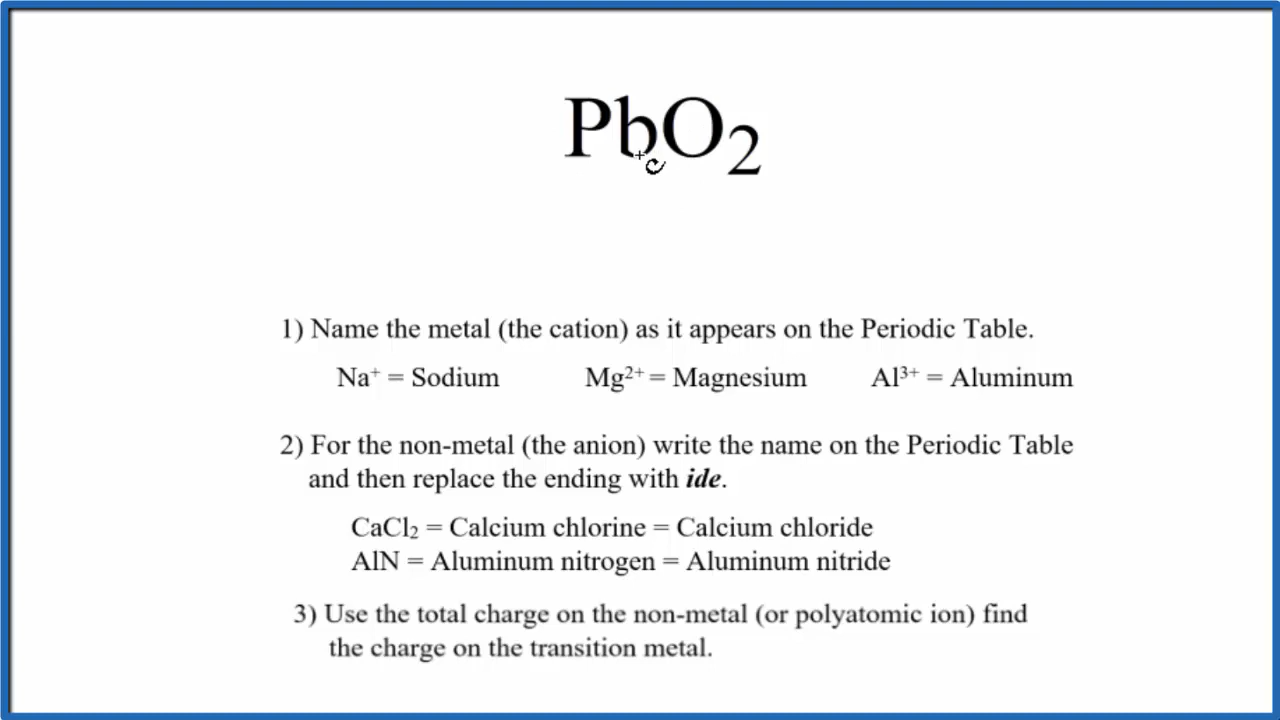 PbO₂
1) Name the metal (the cation) as it appears on the Periodic Table.
Na⁺ = Sodium Mg²⁺ = Magnesium Al³⁺ = Aluminum
2) For the non-metal (the anion) write the name on the Periodic Table
and then replace the ending with ide.
CaCl₂ = Calcium chlorine = Calcium chloride
AlN = Aluminum nitrogen = Aluminum nitride
3) Use the total charge on the non-metal (or polyatomic ion) find
the charge on the transition metal.